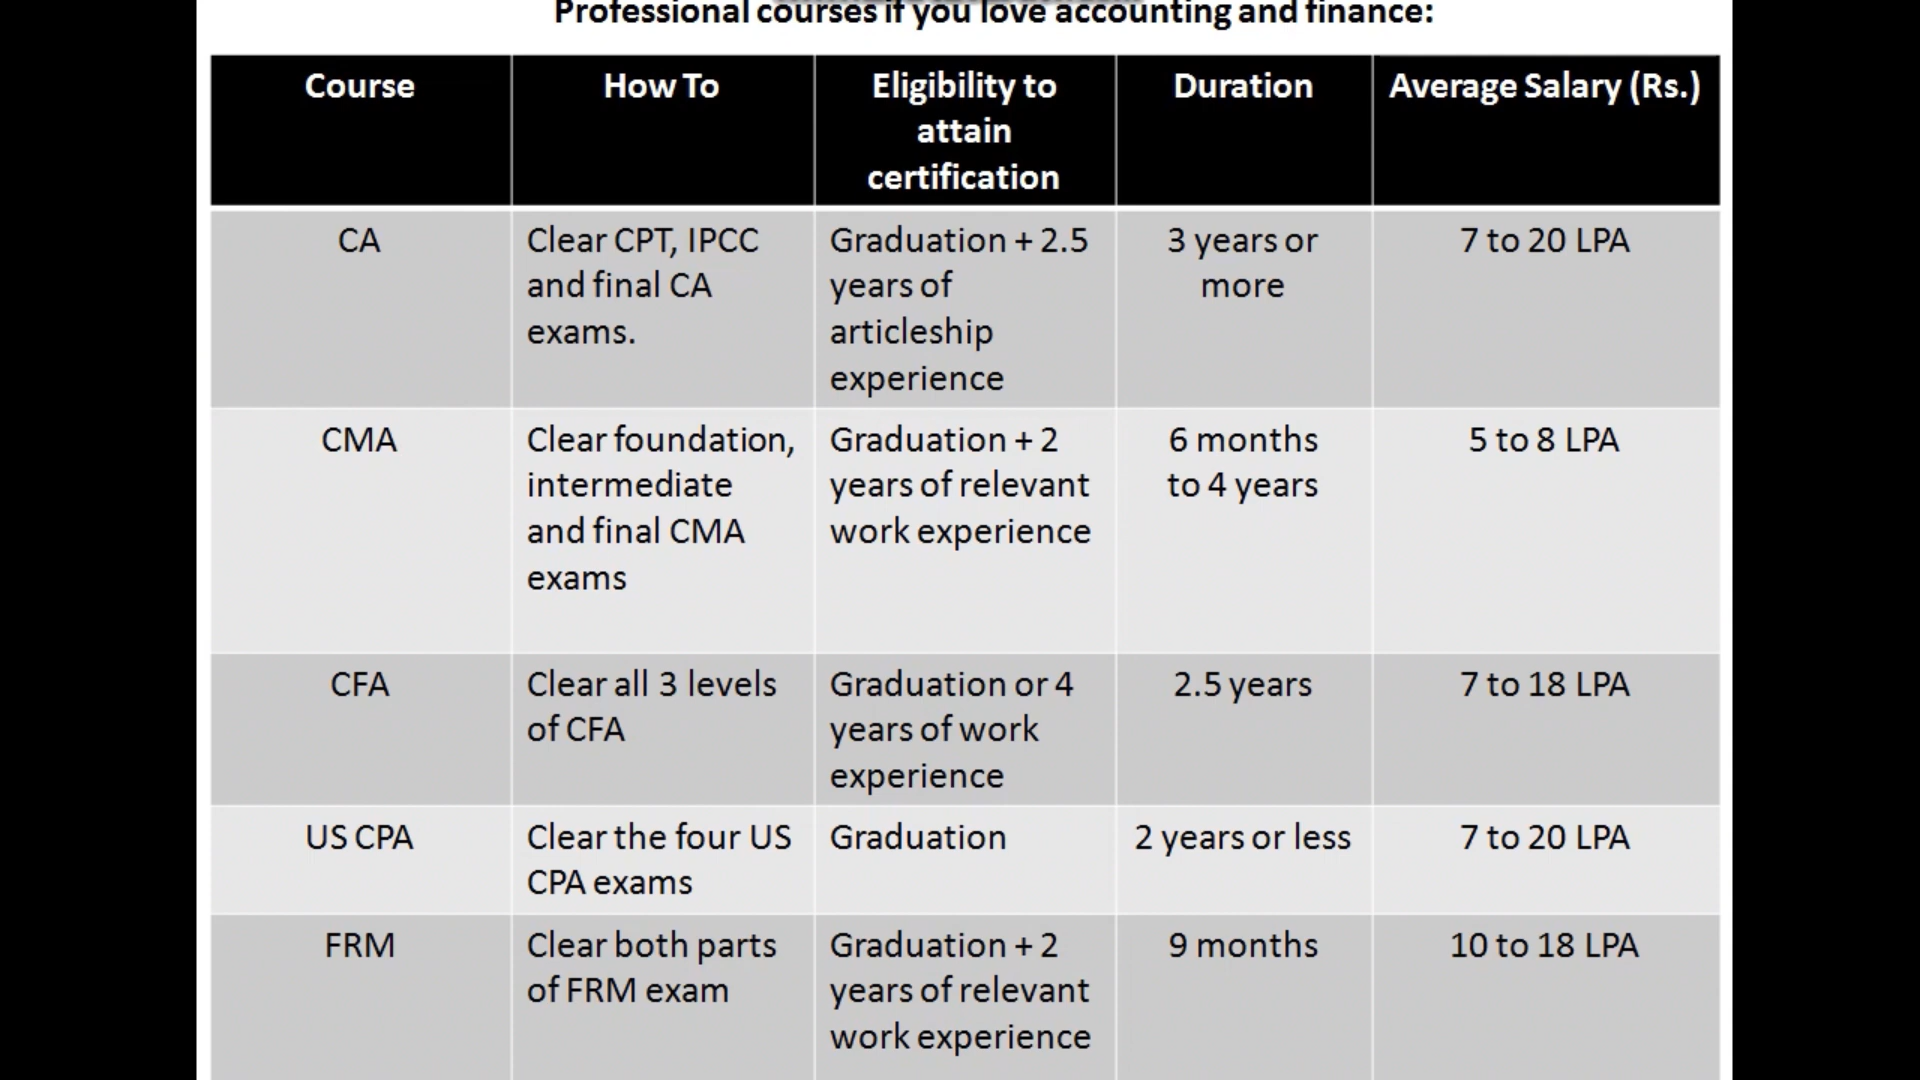 Professional courses if you love accounting and finance:
Course
How To
Eligibility to
attain
certification
Duration
Average Salary (Rs.)
CA
Clear CPT, IPCC
and final CA
exams.
Graduation + 2.5
years of
articleship
experience
3 years or
more
7 to 20 LPA
CMA
Clear foundation,
intermediate
and final CMA
exams
Graduation + 2
years of relevant
work experience
6 months
to 4 years
5 to 8 LPA
CFA
Clear all 3 levels
of CFA
Graduation or 4
years of work
experience
2.5 years
7 to 18 LPA
US CPA
Clear the four US
CPA exams
Graduation
2 years or less
7 to 20 LPA
FRM
Clear both parts
of FRM exam
Graduation + 2
years of relevant
work experience
9 months
10 to 18 LPA